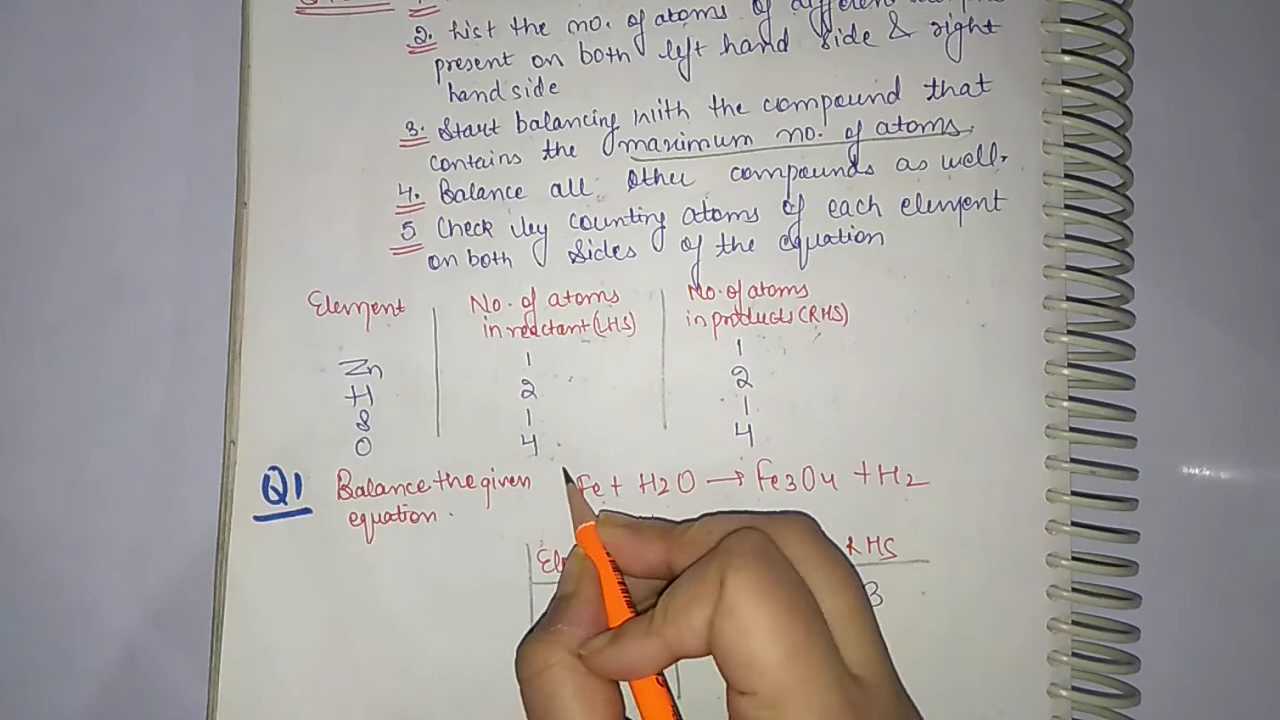 2. List the no. of atoms of different
present on both left hand side & right
hand side
3. Start balancing with the compound that
contains the maximum no. of atoms.
4. Balance all other compounds as well.
5 Check by counting atoms of each element
on both sides of the equation
Element No. of atoms in reactant (LHS) No. of atoms in products (RHS)
Zn 1 1
H 2 2
S 1 1
O 4 4
Q1 Balance the given Fe + H2O → Fe3O4 + H2
equation.
RHS
3